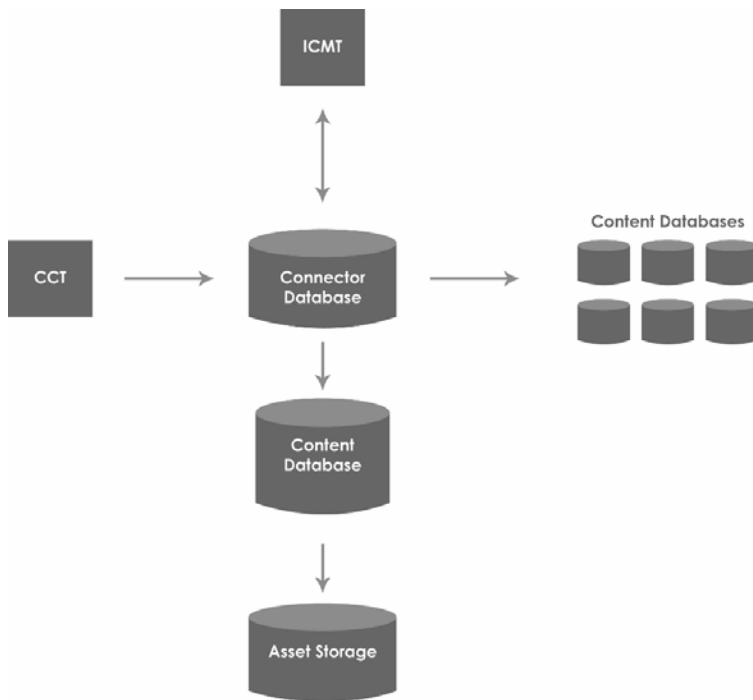 ICMT
Content Databases
CCT
Connector
Database
Content
Database
Asset Storage